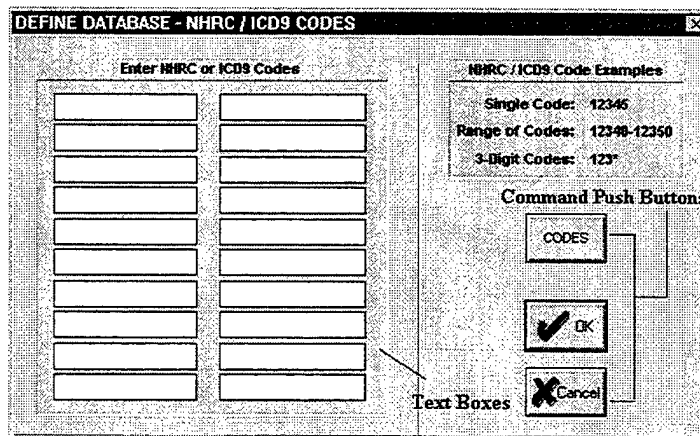 DEFINE DATABASE - NHRC / ICD9 CODES
Enter NHRC or ICD9 Codes
NHRC / ICD9 Code Examples
Single Code: 12345
Range of Codes: 12348-12350
3-Digit Codes: 123*
Command Push Buttons
CODES
OK
Cancel
Text Boxes